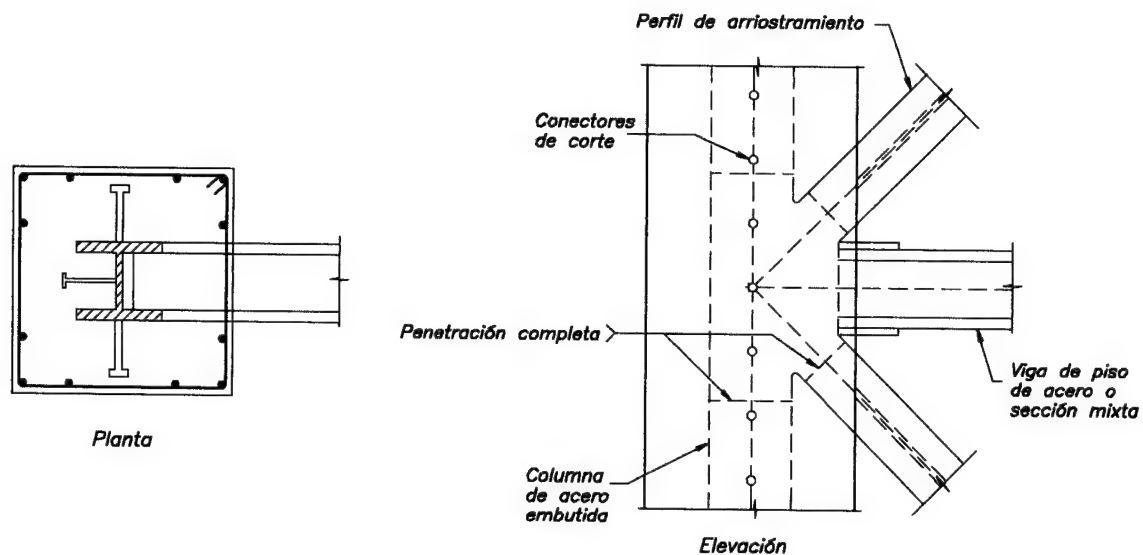 Perfil de arriostramiento
Conectores
de corte
Penetración completa
Viga de piso
de acero o
sección mixta
Planta
Columna
de acero
embutida
Elevación